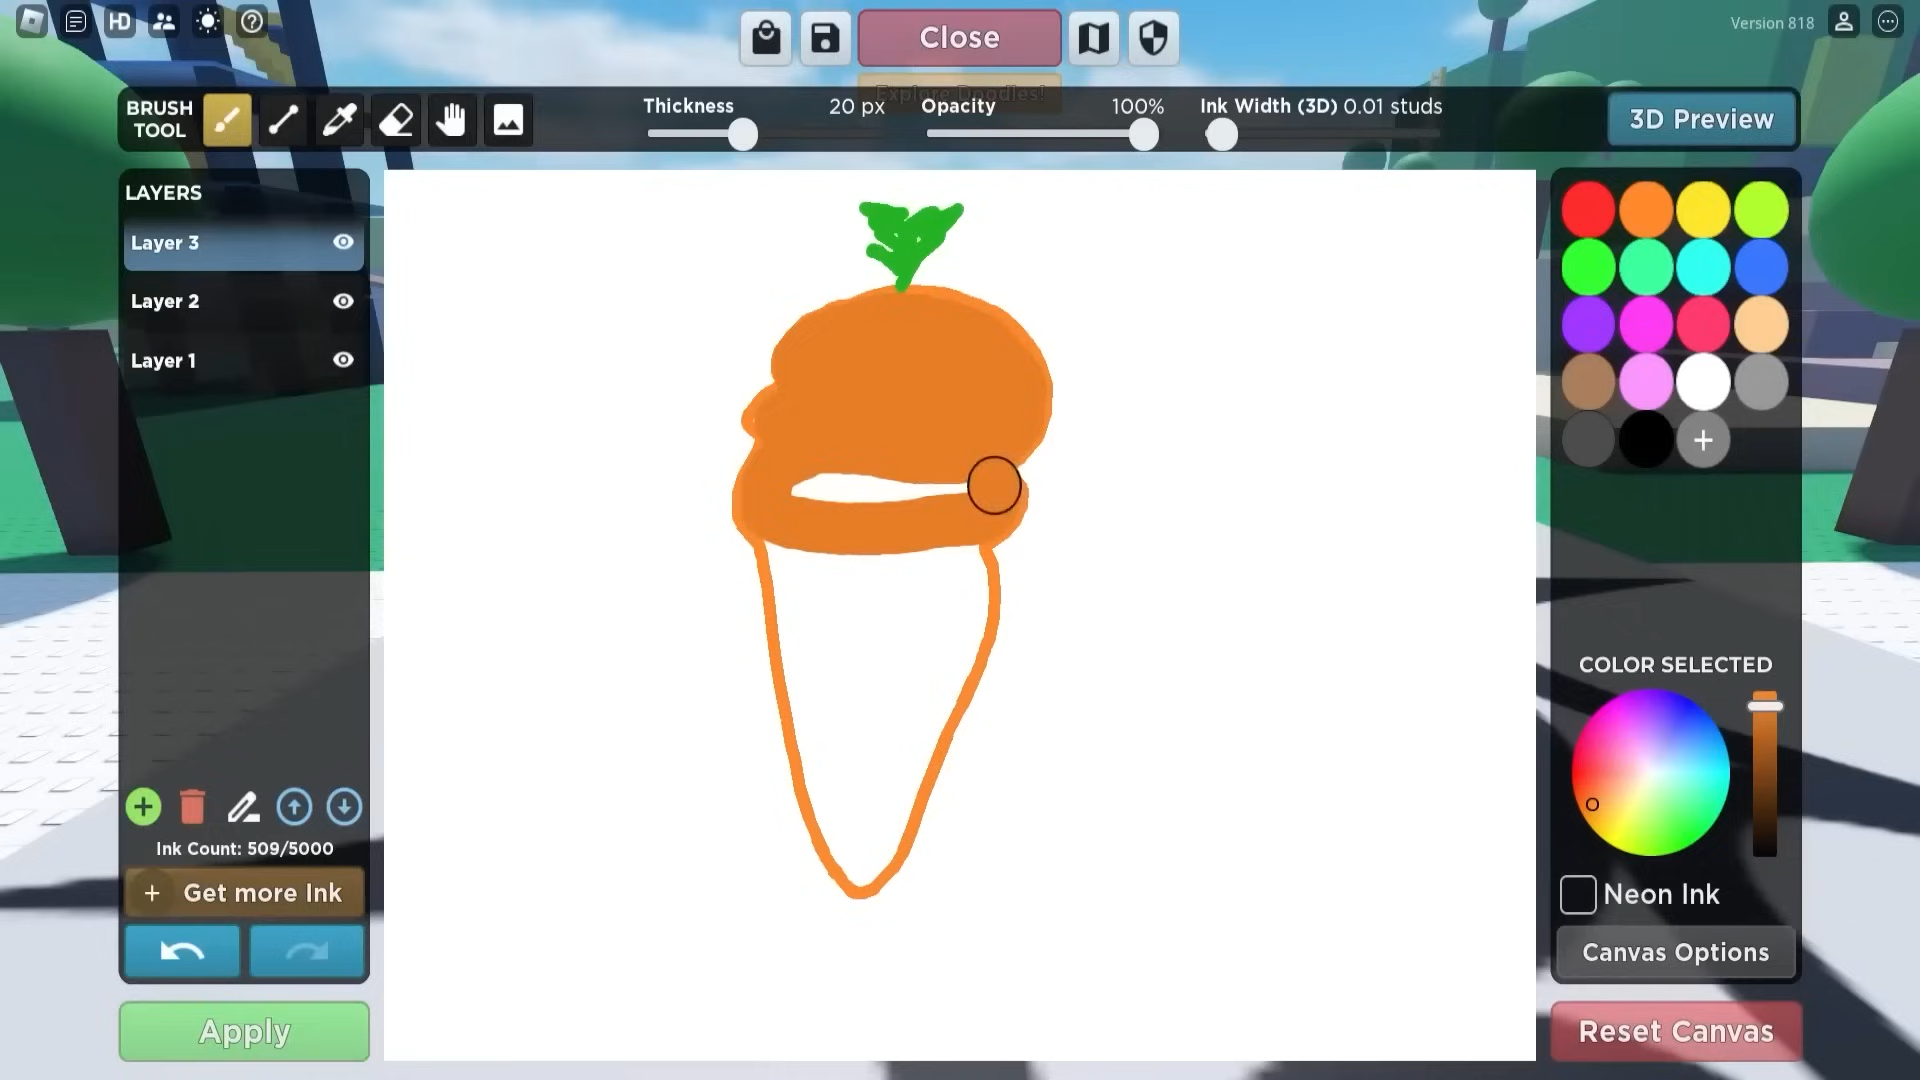 HD
Close
Version 818
Explore Doodles!
BRUSH
TOOL
Thickness 20 px
Opacity 100%
Ink Width (3D) 0.01 studs
3D Preview
LAYERS
Layer 3
Layer 2
Layer 1
Ink Count: 509/5000
+ Get more Ink
Apply
COLOR SELECTED
Neon Ink
Canvas Options
Reset Canvas